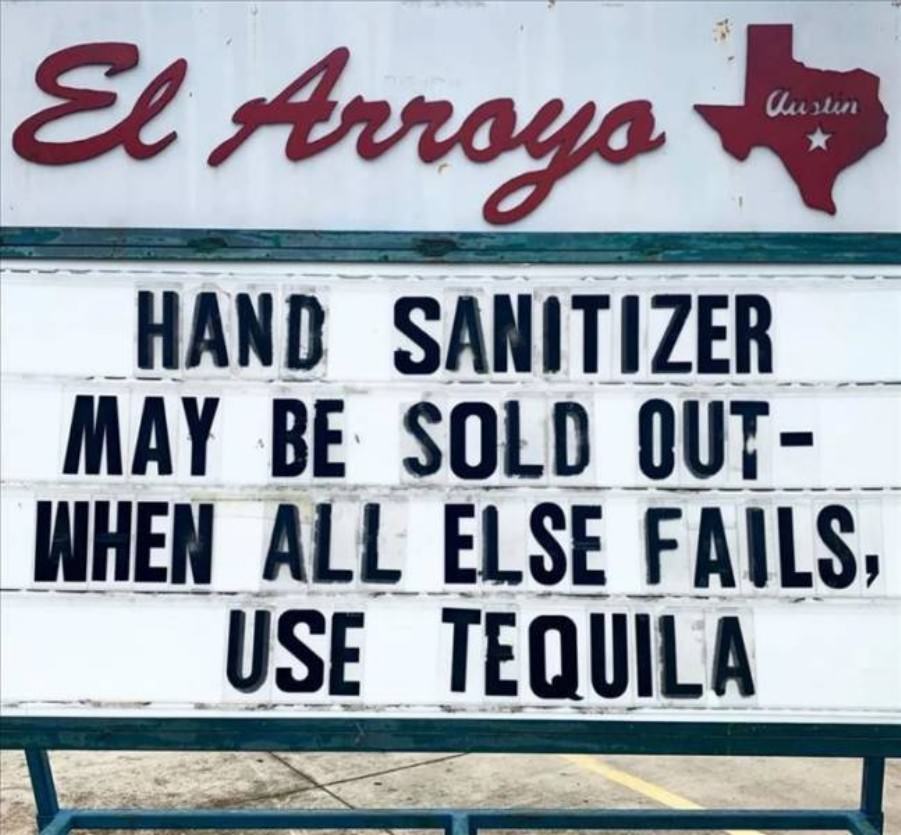 El Arroyo
Austin
HAND SANITIZER
MAY BE SOLD OUT-
WHEN ALL ELSE FAILS,
USE TEQUILA